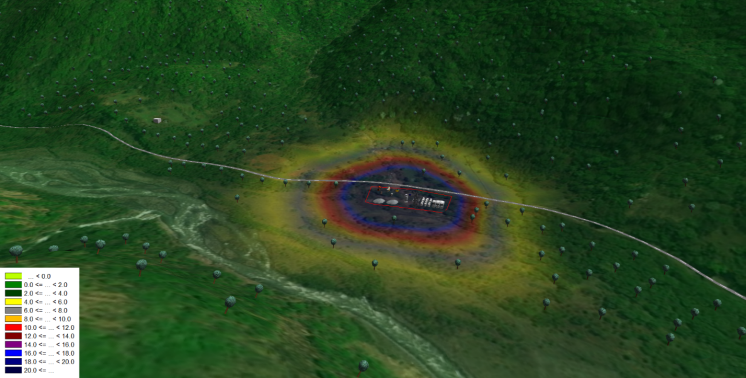 ... < 0.0
0.0 <= ... < 2.0
2.0 <= ... < 4.0
4.0 <= ... < 6.0
6.0 <= ... < 8.0
8.0 <= ... < 10.0
10.0 <= ... < 12.0
12.0 <= ... < 14.0
14.0 <= ... < 16.0
16.0 <= ... < 18.0
18.0 <= ... < 20.0
20.0 <= ...